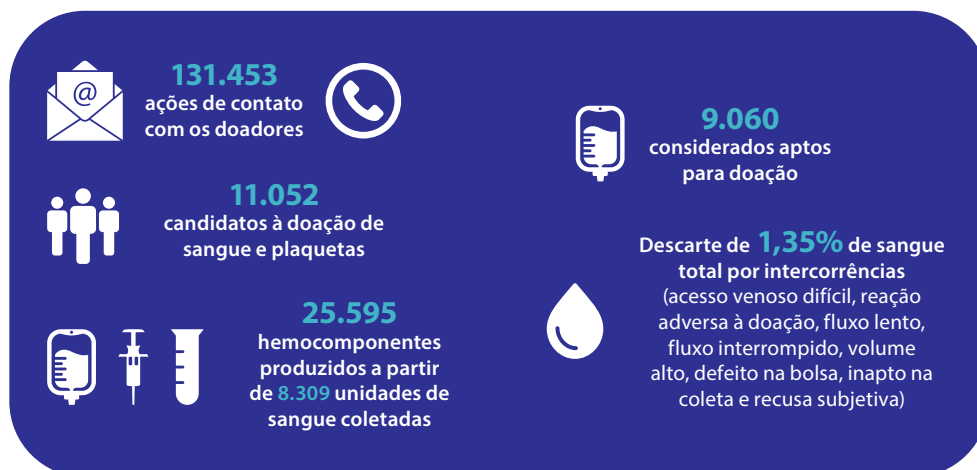 @
131.453
ações de contato
com os doadores
11.052
candidatos à doação de
sangue e plaquetas
25.595
hemocomponentes
produzidos a partir
de 8.309 unidades de
sangue coletadas
9.060
considerados aptos
para doação
Descarte de 1,35% de sangue
total por intercorrências
(acesso venoso difícil, reação
adversa à doação, fluxo lento,
fluxo interrompido, volume
alto, defeito na bolsa, inapto na
coleta e recusa subjetiva)